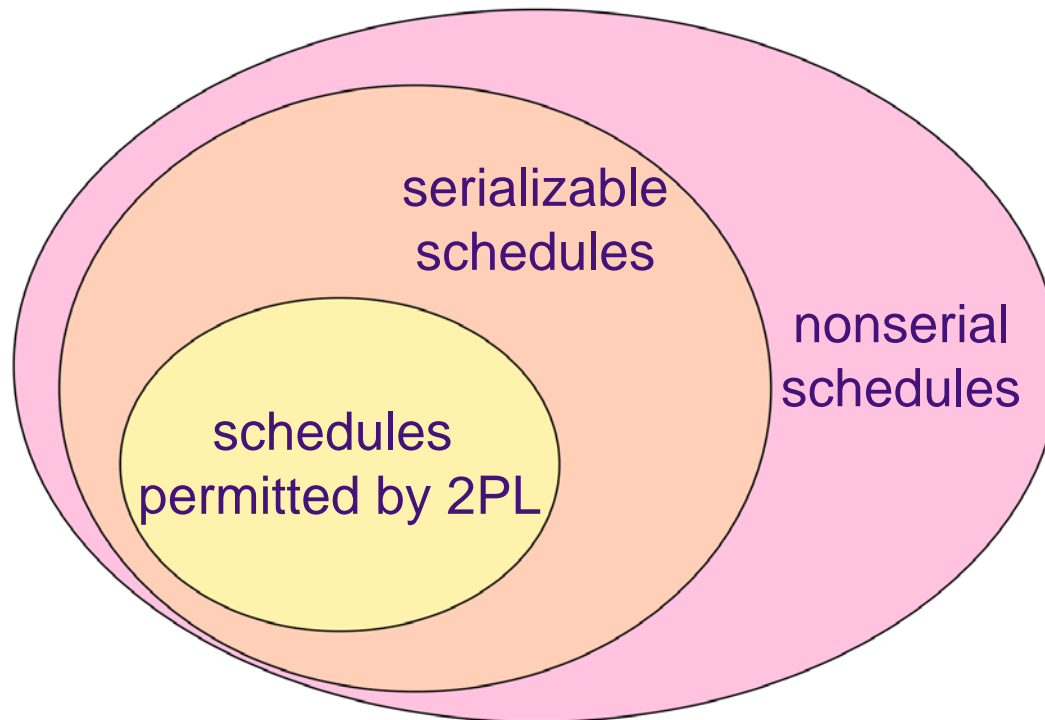 serializable
schedules
nonserial
schedules
schedules
permitted by 2PL